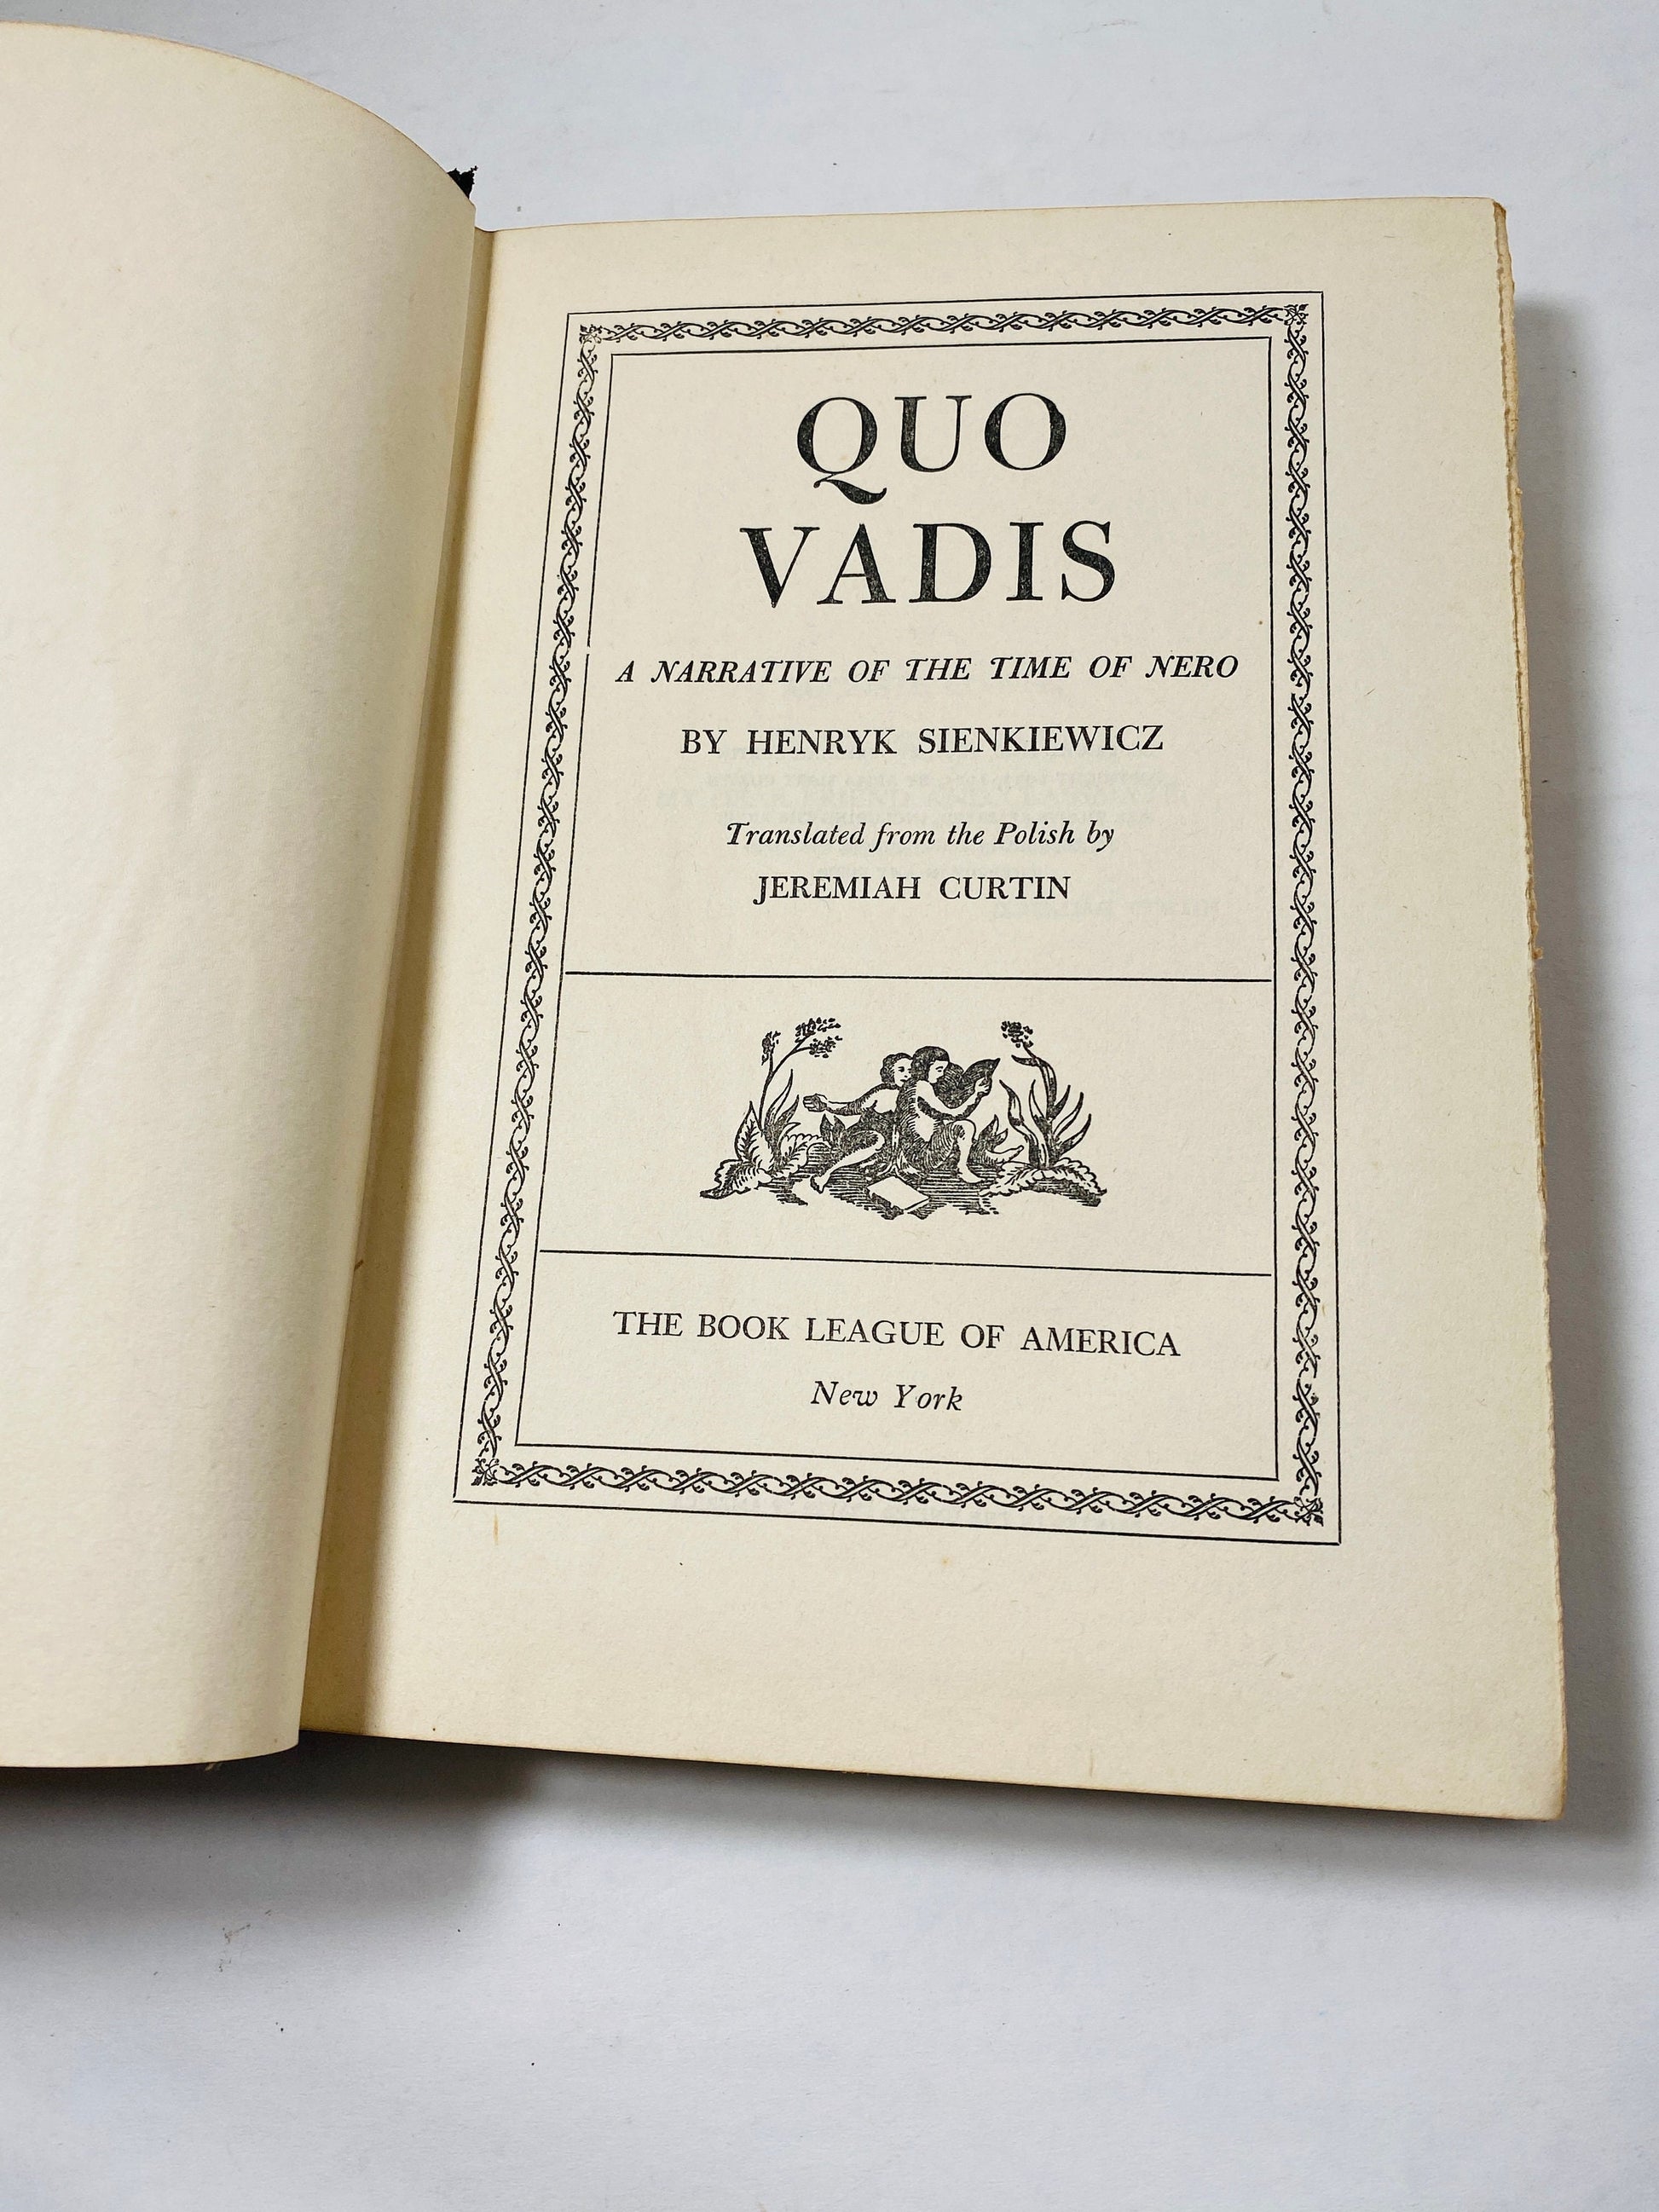 QUO
VADIS
A NARRATIVE OF THE TIME OF NERO
BY HENRYK SIENKIEWICZ
Translated from the Polish by
JEREMIAH CURTIN
THE BOOK LEAGUE OF AMERICA
New York